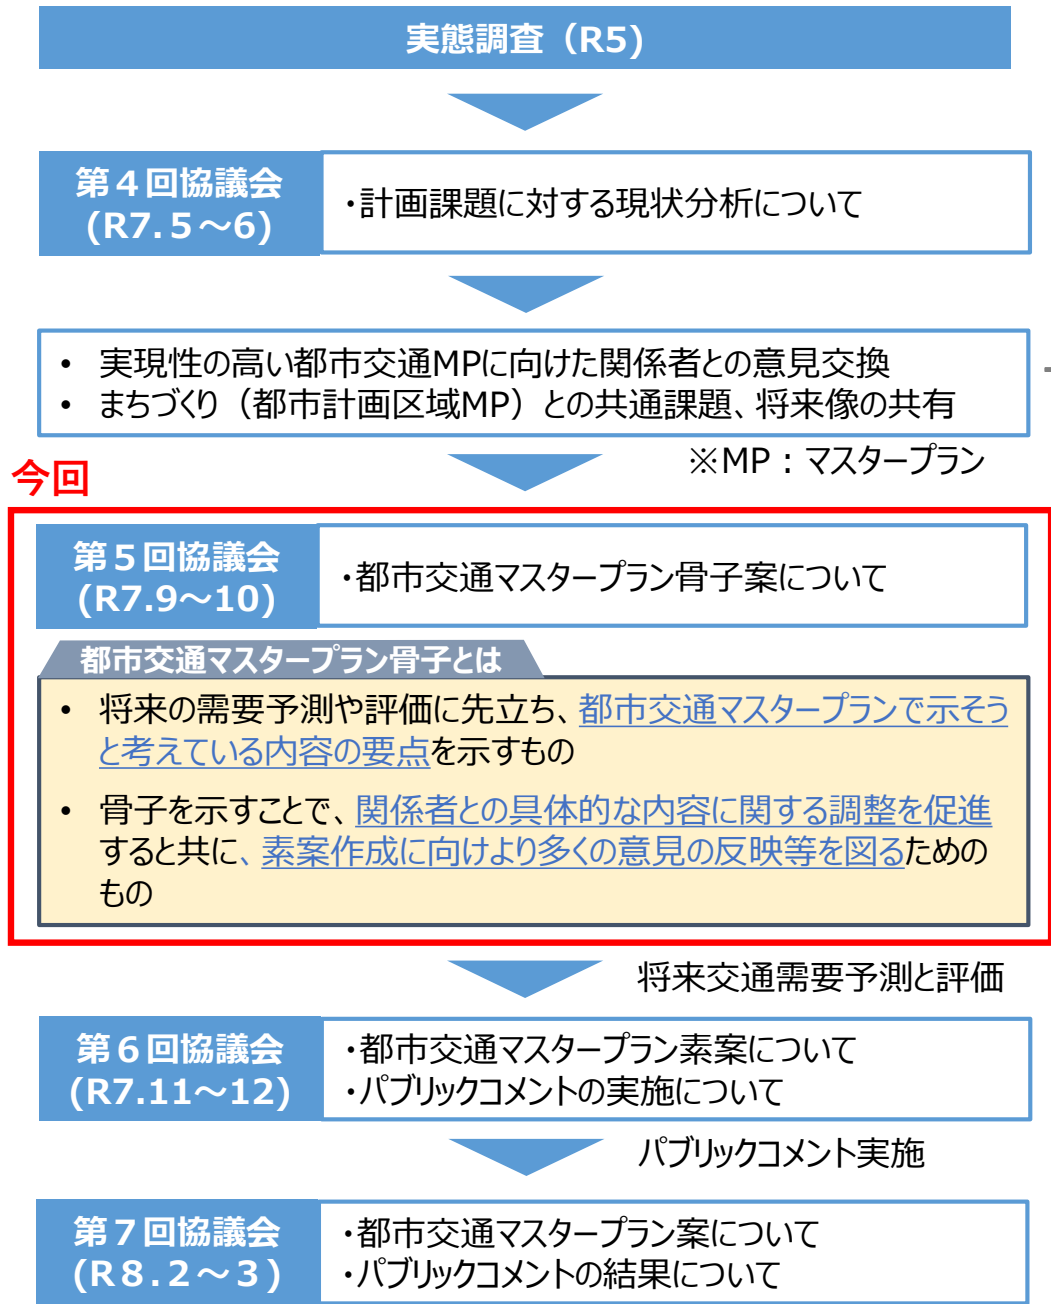 実態調査（R5)
第４回協議会
(R7.５～6)
・計画課題に対する現状分析について
• 実現性の高い都市交通MPに向けた関係者との意見交換
• まちづくり（都市計画区域MP）との共通課題、将来像の共有
※MP：マスタープラン
今回
第５回協議会
(R7.9～10)
・都市交通マスタープラン骨子案について
都市交通マスタープラン骨子とは
• 将来の需要予測や評価に先立ち、都市交通マスタープランで示そう
と考えている内容の要点を示すもの
• 骨子を示すことで、関係者との具体的な内容に関する調整を促進
すると共に、素案作成に向けより多くの意見の反映等を図るための
もの
将来交通需要予測と評価
第６回協議会
(R7.11～12)
・都市交通マスタープラン素案について
・パブリックコメントの実施について
パブリックコメント実施
第７回協議会
(R８.２～３)
・都市交通マスタープラン案について
・パブリックコメントの結果について